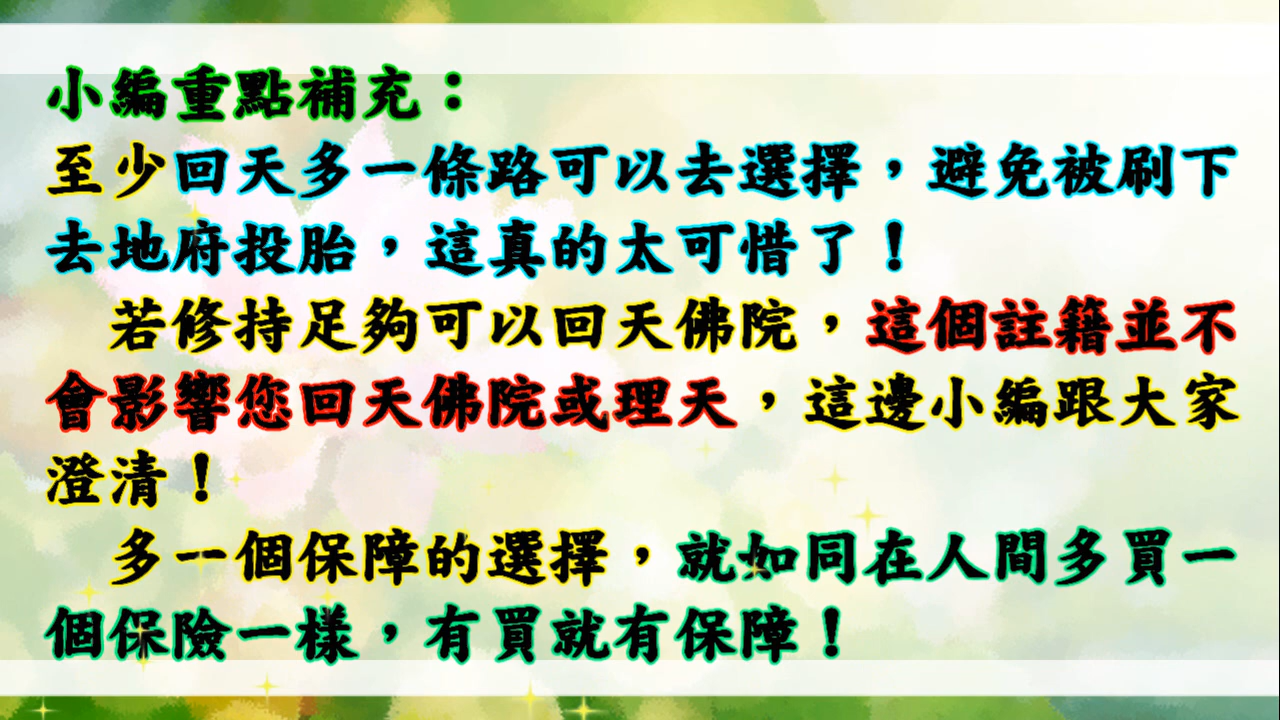 小編重點補充：
至少回天多一條路可以去選擇，避免被刷下
去地府投胎，這真的太可惜了！
　若修持足夠可以回天佛院，這個註籍並不
會影響您回天佛院或理天，這邊小編跟大家
澄清！
　多一個保障的選擇，就如同在人間多買一
個保險一樣，有買就有保障！